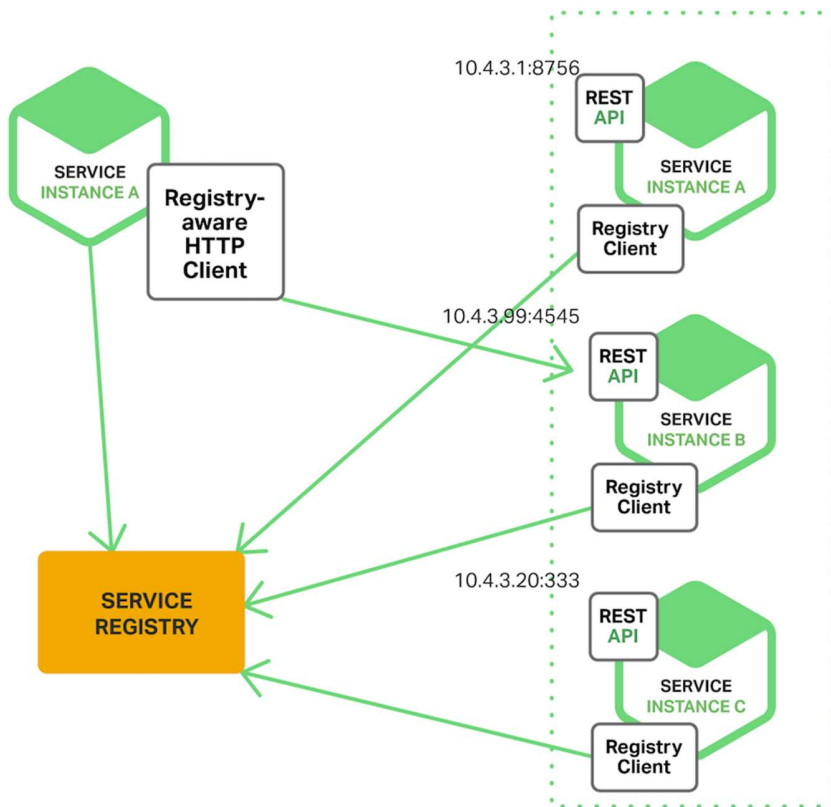 10.4.3.1:8756
REST
API
SERVICE
INSTANCE A
SERVICE
INSTANCE A
Registry-
aware
HTTP
Client
Registry
Client
10.4.3.99:4545
REST
API
SERVICE
INSTANCE B
Registry
Client
10.4.3.20:333
SERVICE
REGISTRY
REST
API
SERVICE
INSTANCE C
Registry
Client